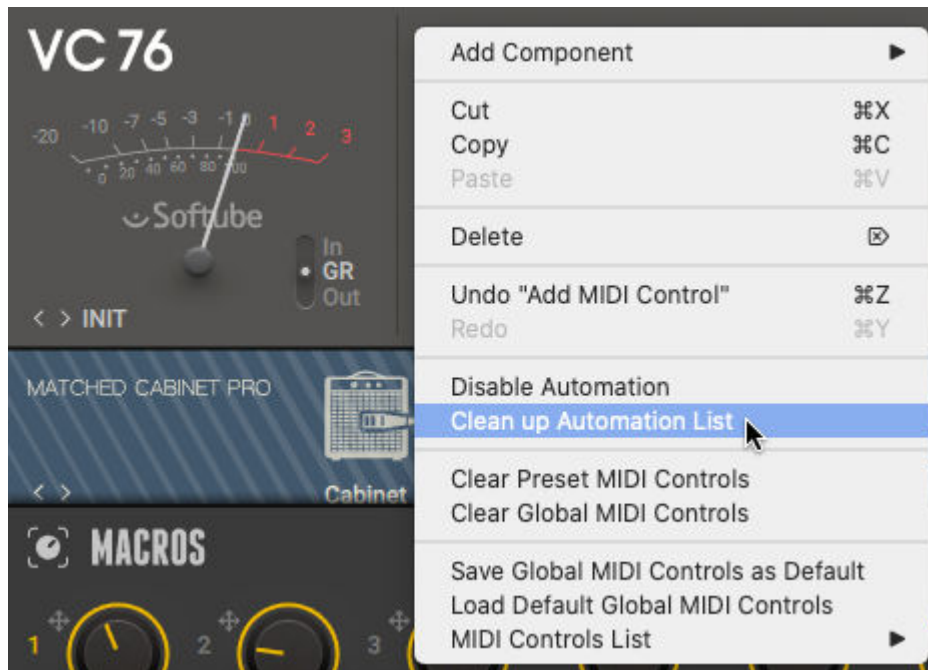 VC 76
-20 -10 -7 -5 -3 -1 0 1 2 3
0 20 40 60 80 100
Softube
In
GR
Out
< > INIT
MATCHED CABINET PRO
< > Cabinet
MACROS
1 2 3
Add Component ▶
Cut ⌘X
Copy ⌘C
Paste ⌘V
Delete ⌦
Undo "Add MIDI Control" ⌘Z
Redo ⌘Y
Disable Automation
Clean up Automation List
Clear Preset MIDI Controls
Clear Global MIDI Controls
Save Global MIDI Controls as Default
Load Default Global MIDI Controls
MIDI Controls List ▶